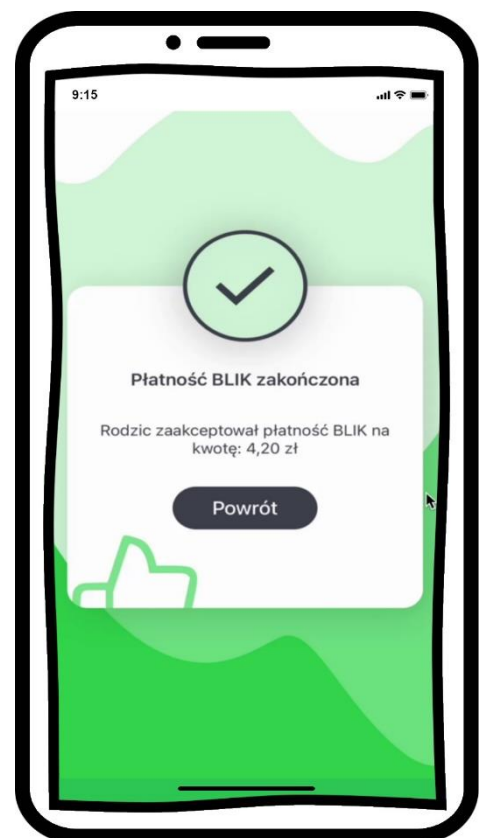 9:15
Płatność BLIK zakończona
Rodzic zaakceptował płatność BLIK na
kwotę: 4,20 zł
Powrót